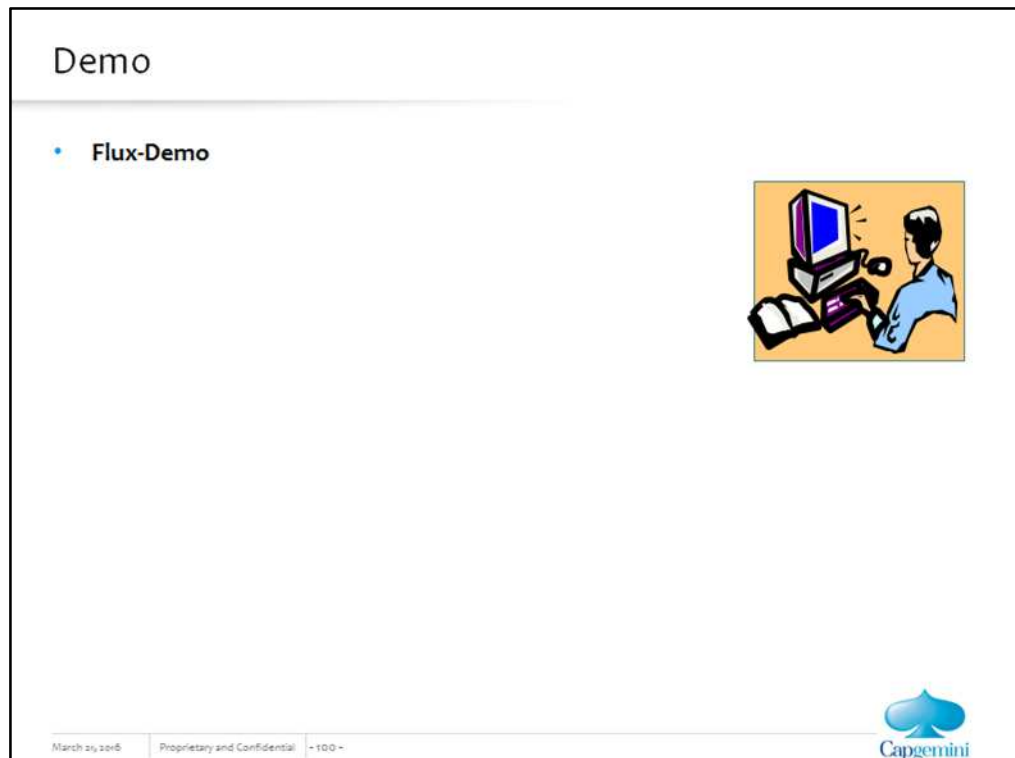 Demo
• Flux-Demo
March 21, 2016 Proprietary and Confidential - 100 -
Capgemini